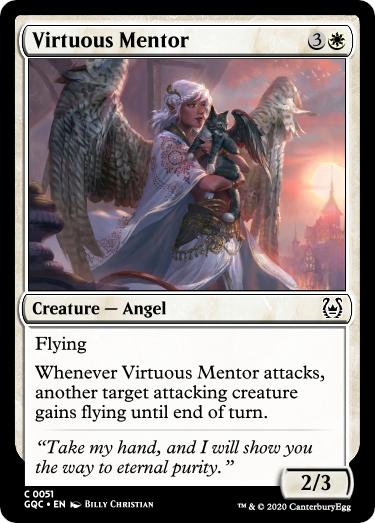 Virtuous Mentor 3
Creature — Angel
Flying
Whenever Virtuous Mentor attacks,
another target attacking creature
gains flying until end of turn.
“Take my hand, and I will show you
the way to eternal purity.”
2/3
C 0051
GQC • EN Billy Christian
™ & © 2020 CanterburyEgg